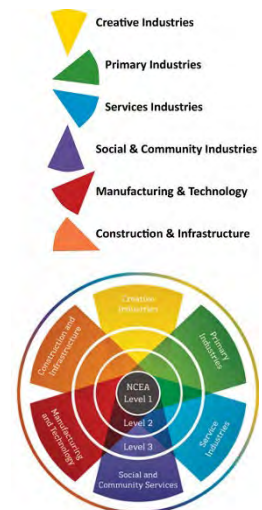 Creative Industries
Primary Industries
Services Industries
Social & Community Industries
Manufacturing & Technology
Construction & Infrastructure
Creative
Industries
Primary
Industries
Service
Industries
Social and
Community Services
Manufacturing
and Technology
Construction and
Infrastructure
NCEA
Level 1
Level 2
Level 3